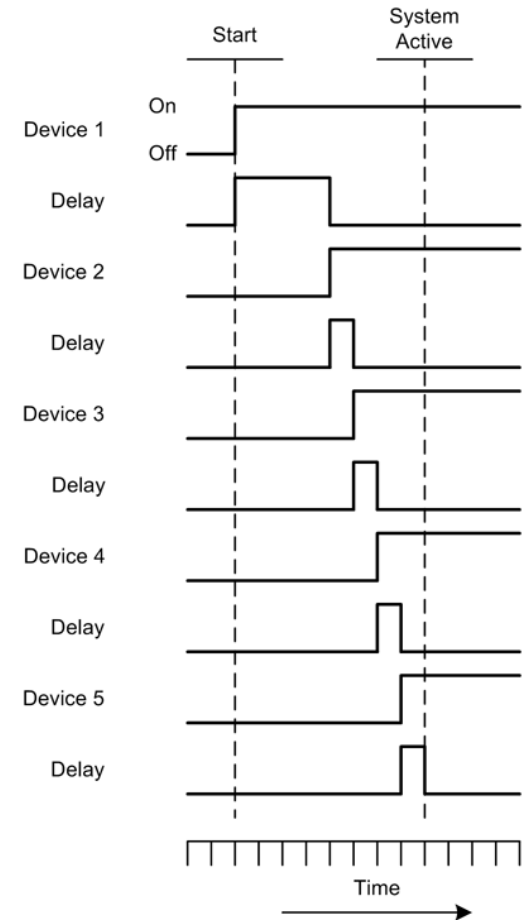 Start
System
Active
On
Device 1
Off
Delay
Device 2
Delay
Device 3
Delay
Device 4
Delay
Device 5
Delay
Time